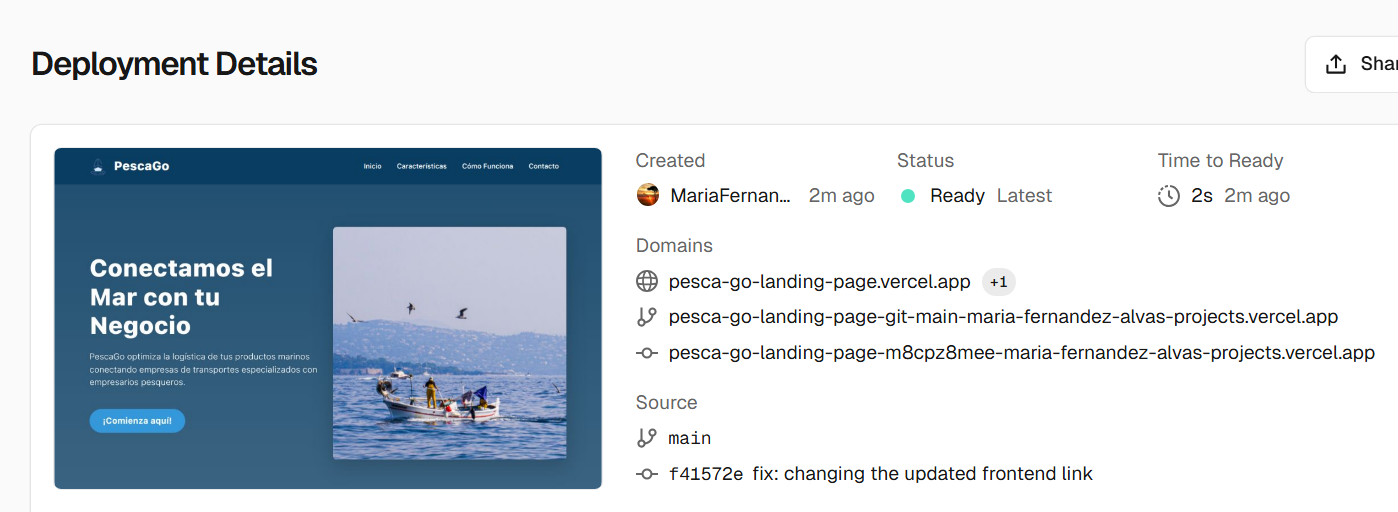 Deployment Details
Shar
PescaGo
Inicio Características Cómo Funciona Contacto
Conectamos el
Mar con tu
Negocio
PescaGo optimiza la logística de tus productos marinos
conectando empresas de transportes especializados con
empresarios pesqueros.
¡Comienza aquí!
Created Status Time to Ready
MariaFernan... 2m ago Ready Latest 2s 2m ago
Domains
pesca-go-landing-page.vercel.app +1
pesca-go-landing-page-git-main-maria-fernandez-alvas-projects.vercel.app
pesca-go-landing-page-m8cpz8mee-maria-fernandez-alvas-projects.vercel.app
Source
main
f41572e fix: changing the updated frontend link